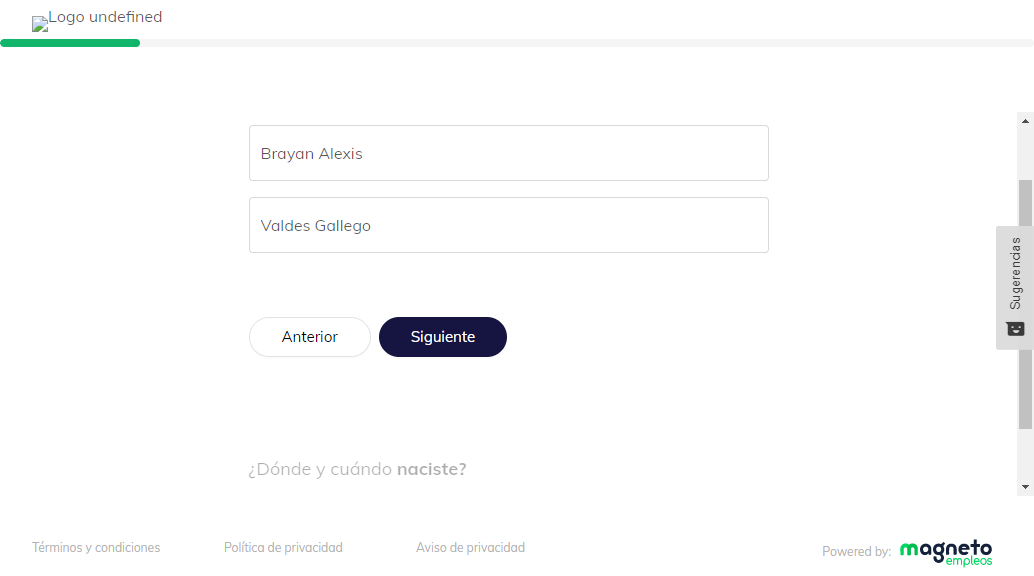 Logo undefined
Brayan Alexis
Valdes Gallego
Sugerencias
Anterior
Siguiente
¿Dónde y cuándo naciste?
Términos y condiciones
Política de privacidad
Aviso de privacidad
Powered by:
magneto
empleos